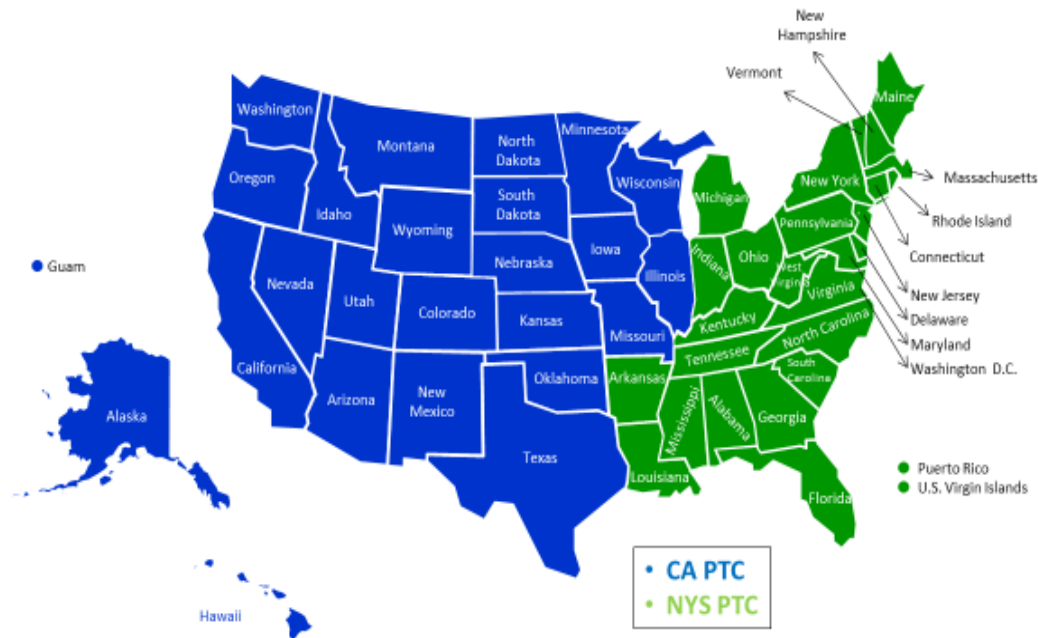 New
Hampshire
Vermont
Maine
Washington
Montana
North
Dakota
Minnesota
Oregon
Idaho
Wyoming
South
Dakota
Wisconsin
Michigan
New York
Massachusetts
Rhode Island
Connecticut
New Jersey
Delaware
Maryland
Washington D.C.
Pennsylvania
Guam
Nevada
Utah
Colorado
Nebraska
Iowa
Illinois
Indiana
Ohio
West
Virginia
Virginia
Kansas
Missouri
Kentucky
North Carolina
Tennessee
South
Carolina
California
Arizona
New
Mexico
Oklahoma
Arkansas
Mississippi
Alabama
Georgia
Alaska
Texas
Louisiana
Florida
Puerto Rico
U.S. Virgin Islands
Hawaii
• CA PTC
• NYS PTC